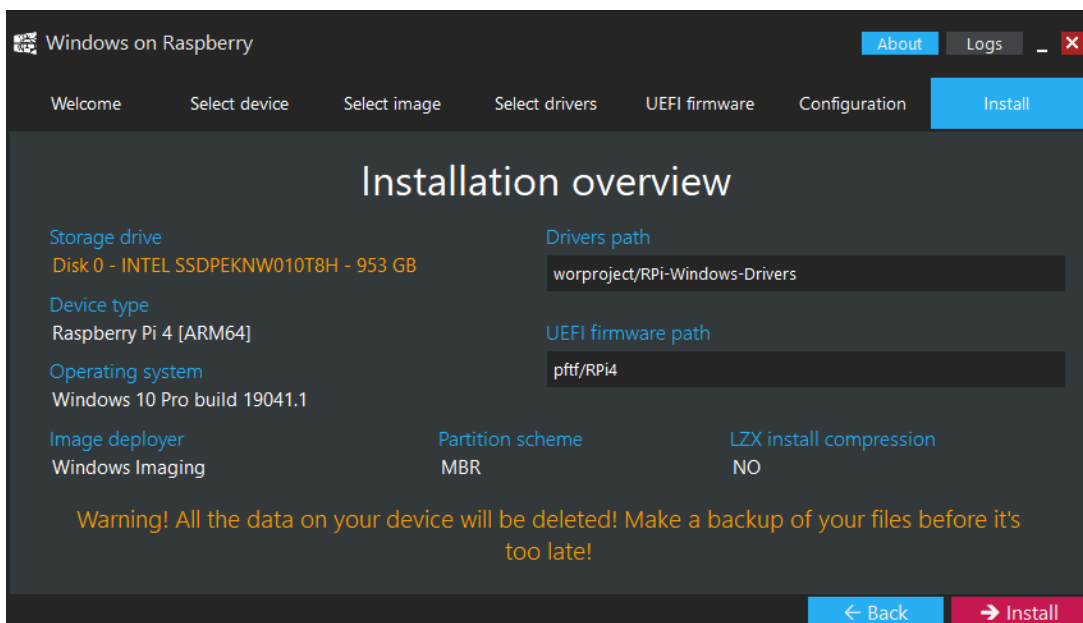 Windows on Raspberry
About
Logs
Welcome
Select device
Select image
Select drivers
UEFI firmware
Configuration
Install
Installation overview
Storage drive
Disk 0 - INTEL SSDPEKNW010T8H - 953 GB
Device type
Raspberry Pi 4 [ARM64]
Operating system
Windows 10 Pro build 19041.1
Drivers path
worproject/RPi-Windows-Drivers
UEFI firmware path
pftf/RPi4
Image deployer
Windows Imaging
Partition scheme
MBR
LZX install compression
NO
Warning! All the data on your device will be deleted! Make a backup of your files before it's
too late!
← Back
→ Install